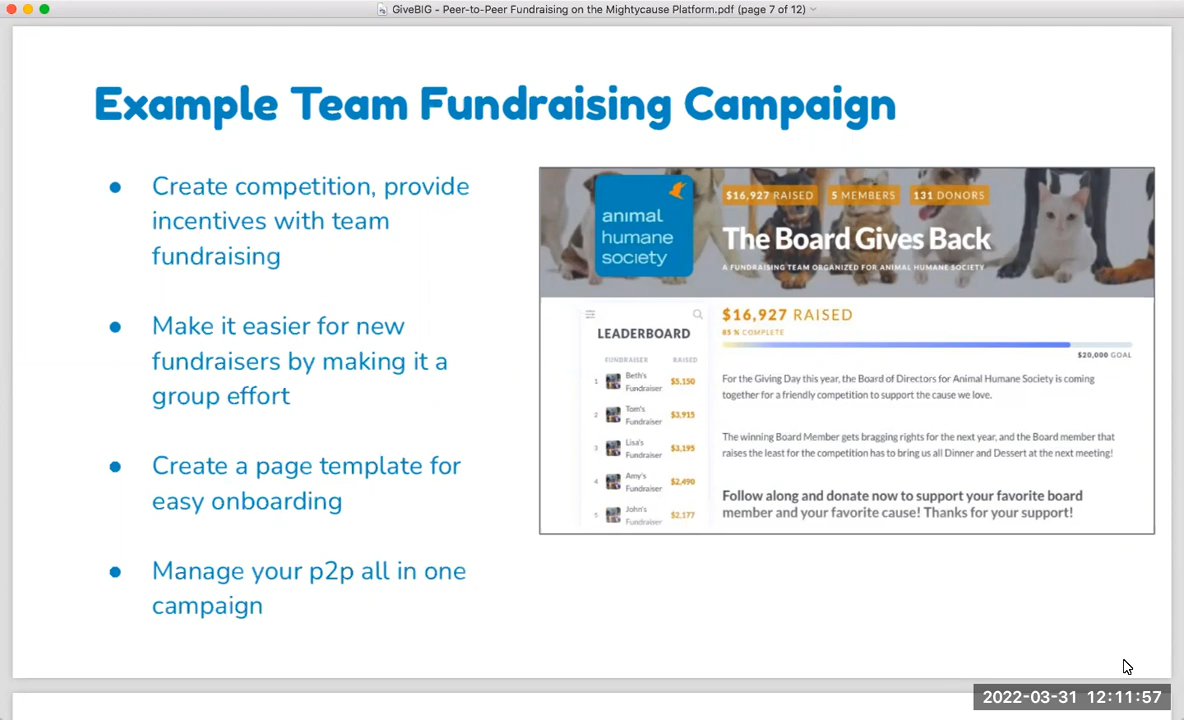 GiveBIG - Peer-to-Peer Fundraising on the Mightycause Platform.pdf (page 7 of 12)
Example Team Fundraising Campaign
● Create competition, provide
incentives with team
fundraising
● Make it easier for new
fundraisers by making it a
group effort
● Create a page template for
easy onboarding
● Manage your p2p all in one
campaign
animal
humane
society
$16,927 RAISED
5 MEMBERS
131 DONORS
The Board Gives Back
A FUNDRAISING TEAM ORGANIZED FOR ANIMAL HUMANE SOCIETY
LEADERBOARD
FUNDRAISER RAISED
1 Beth's
Fundraiser $5,150
2 Tom's
Fundraiser $3,915
3 Lisa's
Fundraiser $3,195
4 Amy's
Fundraiser $2,490
5 John's
Fundraiser $2,177
$16,927 RAISED
85 % COMPLETE
$20,000 GOAL
For the Giving Day this year, the Board of Directors for Animal Humane Society is coming
together for a friendly competition to support the cause we love.
The winning Board Member gets bragging rights for the next year, and the Board member that
raises the least for the competition has to bring us all Dinner and Dessert at the next meeting!
Follow along and donate now to support your favorite board
member and your favorite cause! Thanks for your support!
2022-03-31 12:11:57